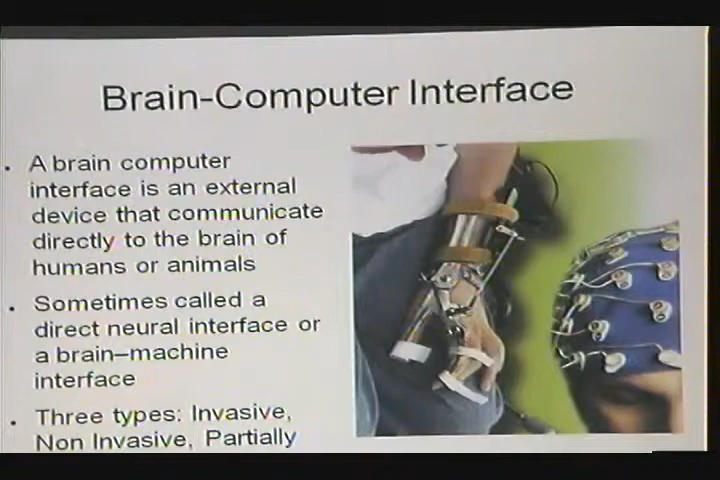 Brain-Computer Interface
. A brain computer
interface is an external
device that communicate
directly to the brain of
humans or animals
. Sometimes called a
direct neural interface or
a brain–machine
interface
. Three types: Invasive,
Non Invasive, Partially